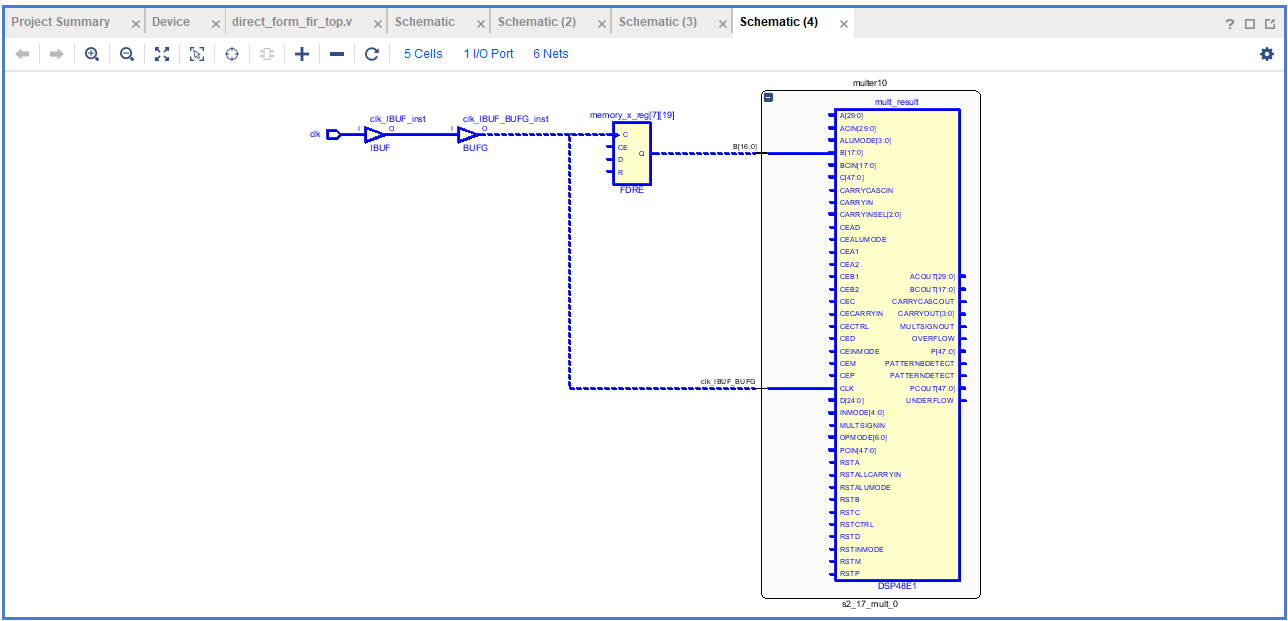 Project Summary Device direct_form_fir_top.v Schematic Schematic (2) Schematic (3) Schematic (4)
5 Cells 1 I/O Port 6 Nets
multer10
mult_result
clk
clk_IBUF_inst
I
O
IBUF
clk_IBUF_BUFG_inst
I
O
BUFG
memory_x_reg[7][19]
C
CE
D
R
Q
FDRE
B[16:0]
clk_IBUF_BUFG
A[29:0]
ACIN[29:0]
ALUMODE[3:0]
B[17:0]
BCIN[17:0]
C[47:0]
CARRYCASCIN
CARRYIN
CARRYINSEL[2:0]
CEAD
CEALUMODE
CEA1
CEA2
CEB1
CEB2
CEC
CECARRYIN
CECTRL
CED
CEINMODE
CEM
CEP
CLK
D[24:0]
INMODE[4:0]
MULTSIGNIN
OPMODE[6:0]
PCIN[47:0]
RSTA
RSTALLCARRYIN
RSTALUMODE
RSTB
RSTC
RSTCTRL
RSTD
RSTINMODE
RSTM
RSTP
ACOUT[29:0]
BCOUT[17:0]
CARRYCASCOUT
CARRYOUT[3:0]
MULTSIGNOUT
OVERFLOW
P[47:0]
PATTERNBDETECT
PATTERNDETECT
PCOUT[47:0]
UNDERFLOW
DSP48E1
s2_17_mult_0